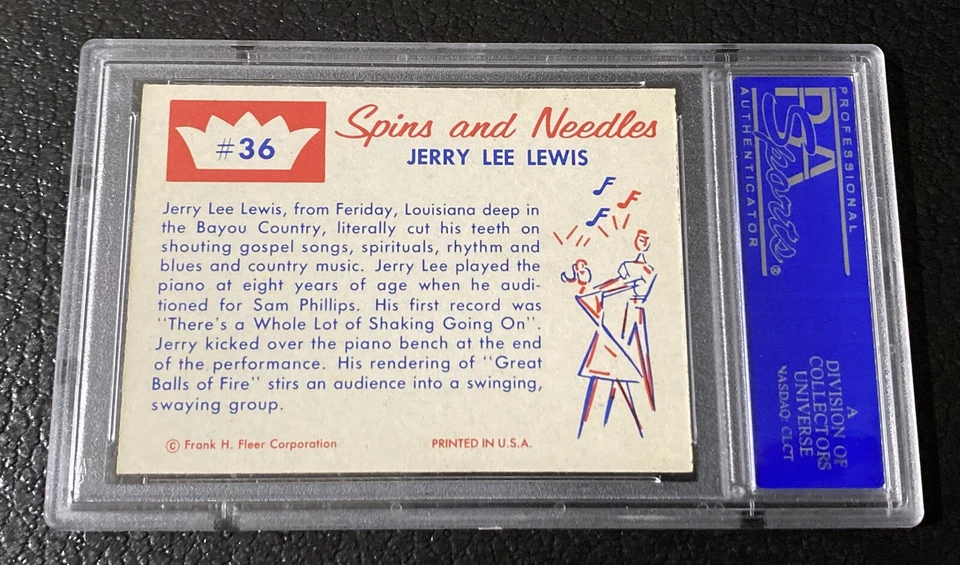 #36
Spins and Needles
JERRY LEE LEWIS
Jerry Lee Lewis, from Feriday, Louisiana deep in
the Bayou Country, literally cut his teeth on
shouting gospel songs, spirituals, rhythm and
blues and country music. Jerry Lee played the
piano at eight years of age when he audi-
tioned for Sam Phillips. His first record was
"There's a Whole Lot of Shaking Going On".
Jerry kicked over the piano bench at the end
of the performance. His rendering of "Great
Balls of Fire" stirs an audience into a swinging,
swaying group.
© Frank H. Fleer Corporation
PRINTED IN U.S.A.
PROFESSIONAL
PSA
Sports®
AUTHENTICATOR
A
DIVISION OF
COLLECTORS
UNIVERSE
NASDAQ: CLCT